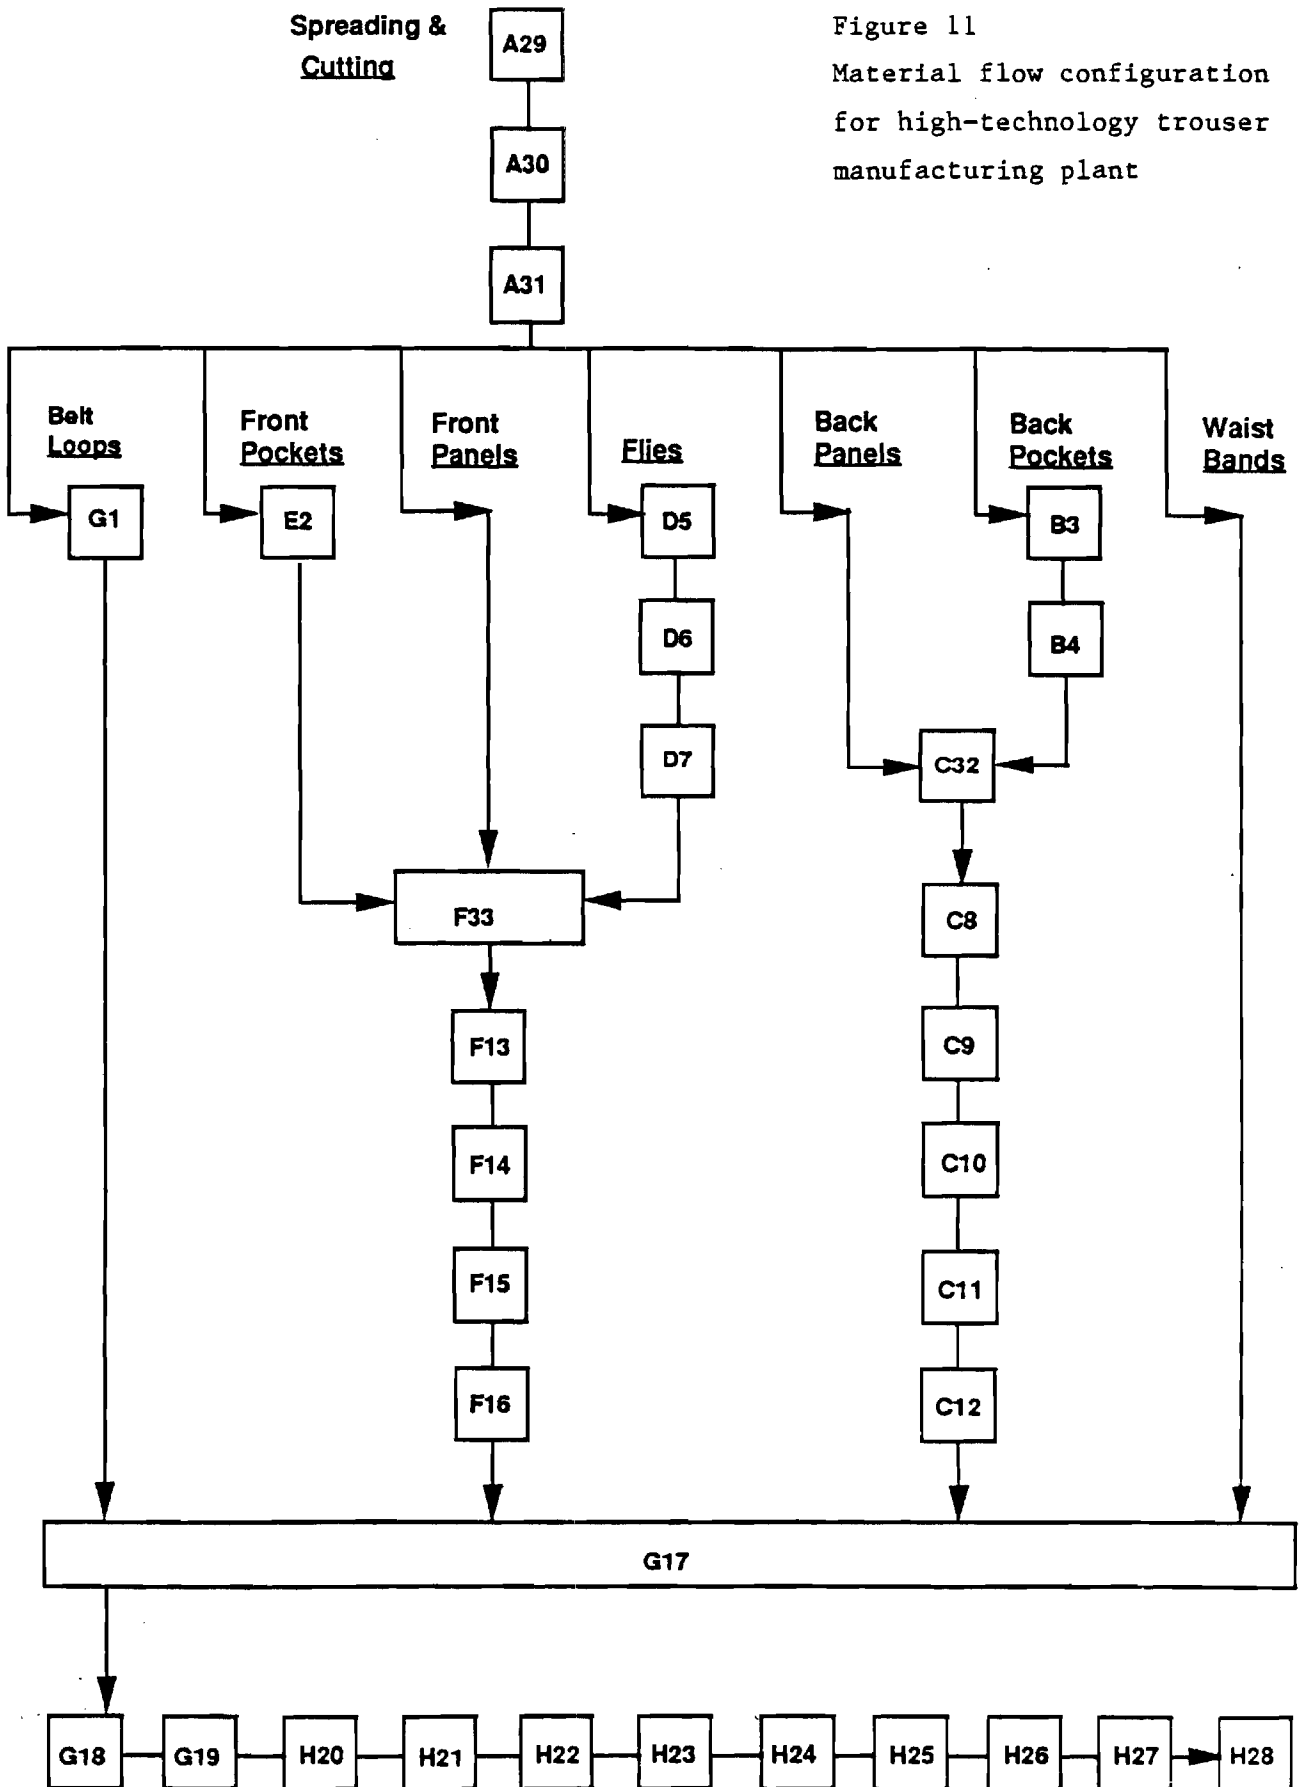 Spreading &
Cutting
A29
Figure 11
Material flow configuration
for high-technology trouser
manufacturing plant
A30
A31
Belt
Loops
Front
Pockets
Front
Panels
Flies
Back
Panels
Back
Pockets
Waist
Bands
G1
E2
D5
B3
D6
B4
D7
C32
F33
C8
F13
C9
F14
C10
F15
C11
F16
C12
G17
G18
G19
H20
H21
H22
H23
H24
H25
H26
H27
H28